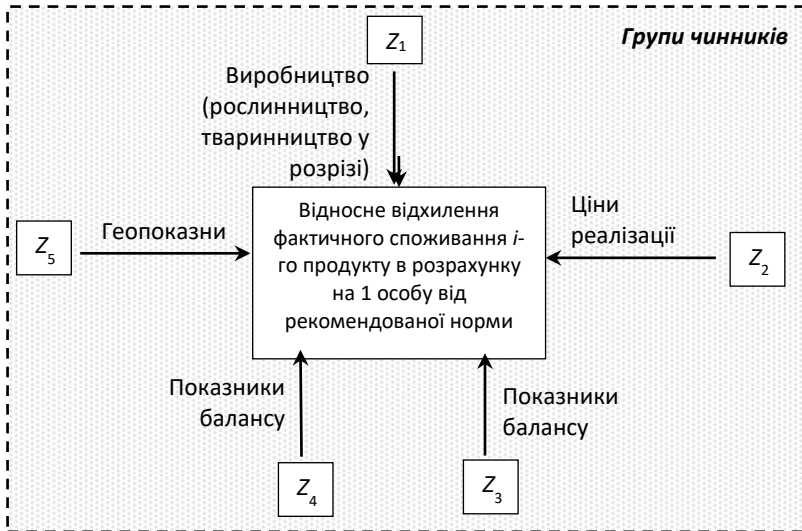 Z1
Групи чинників
Виробництво
(рослинництво,
тваринництво у
розрізі)
Z5
Геопоказни
Відносне відхилення
фактичного споживання і-
го продукту в розрахунку
на 1 особу від
рекомендованої норми
Ціни
реалізації
Z2
Показники
балансу
Показники
балансу
Z4
Z3